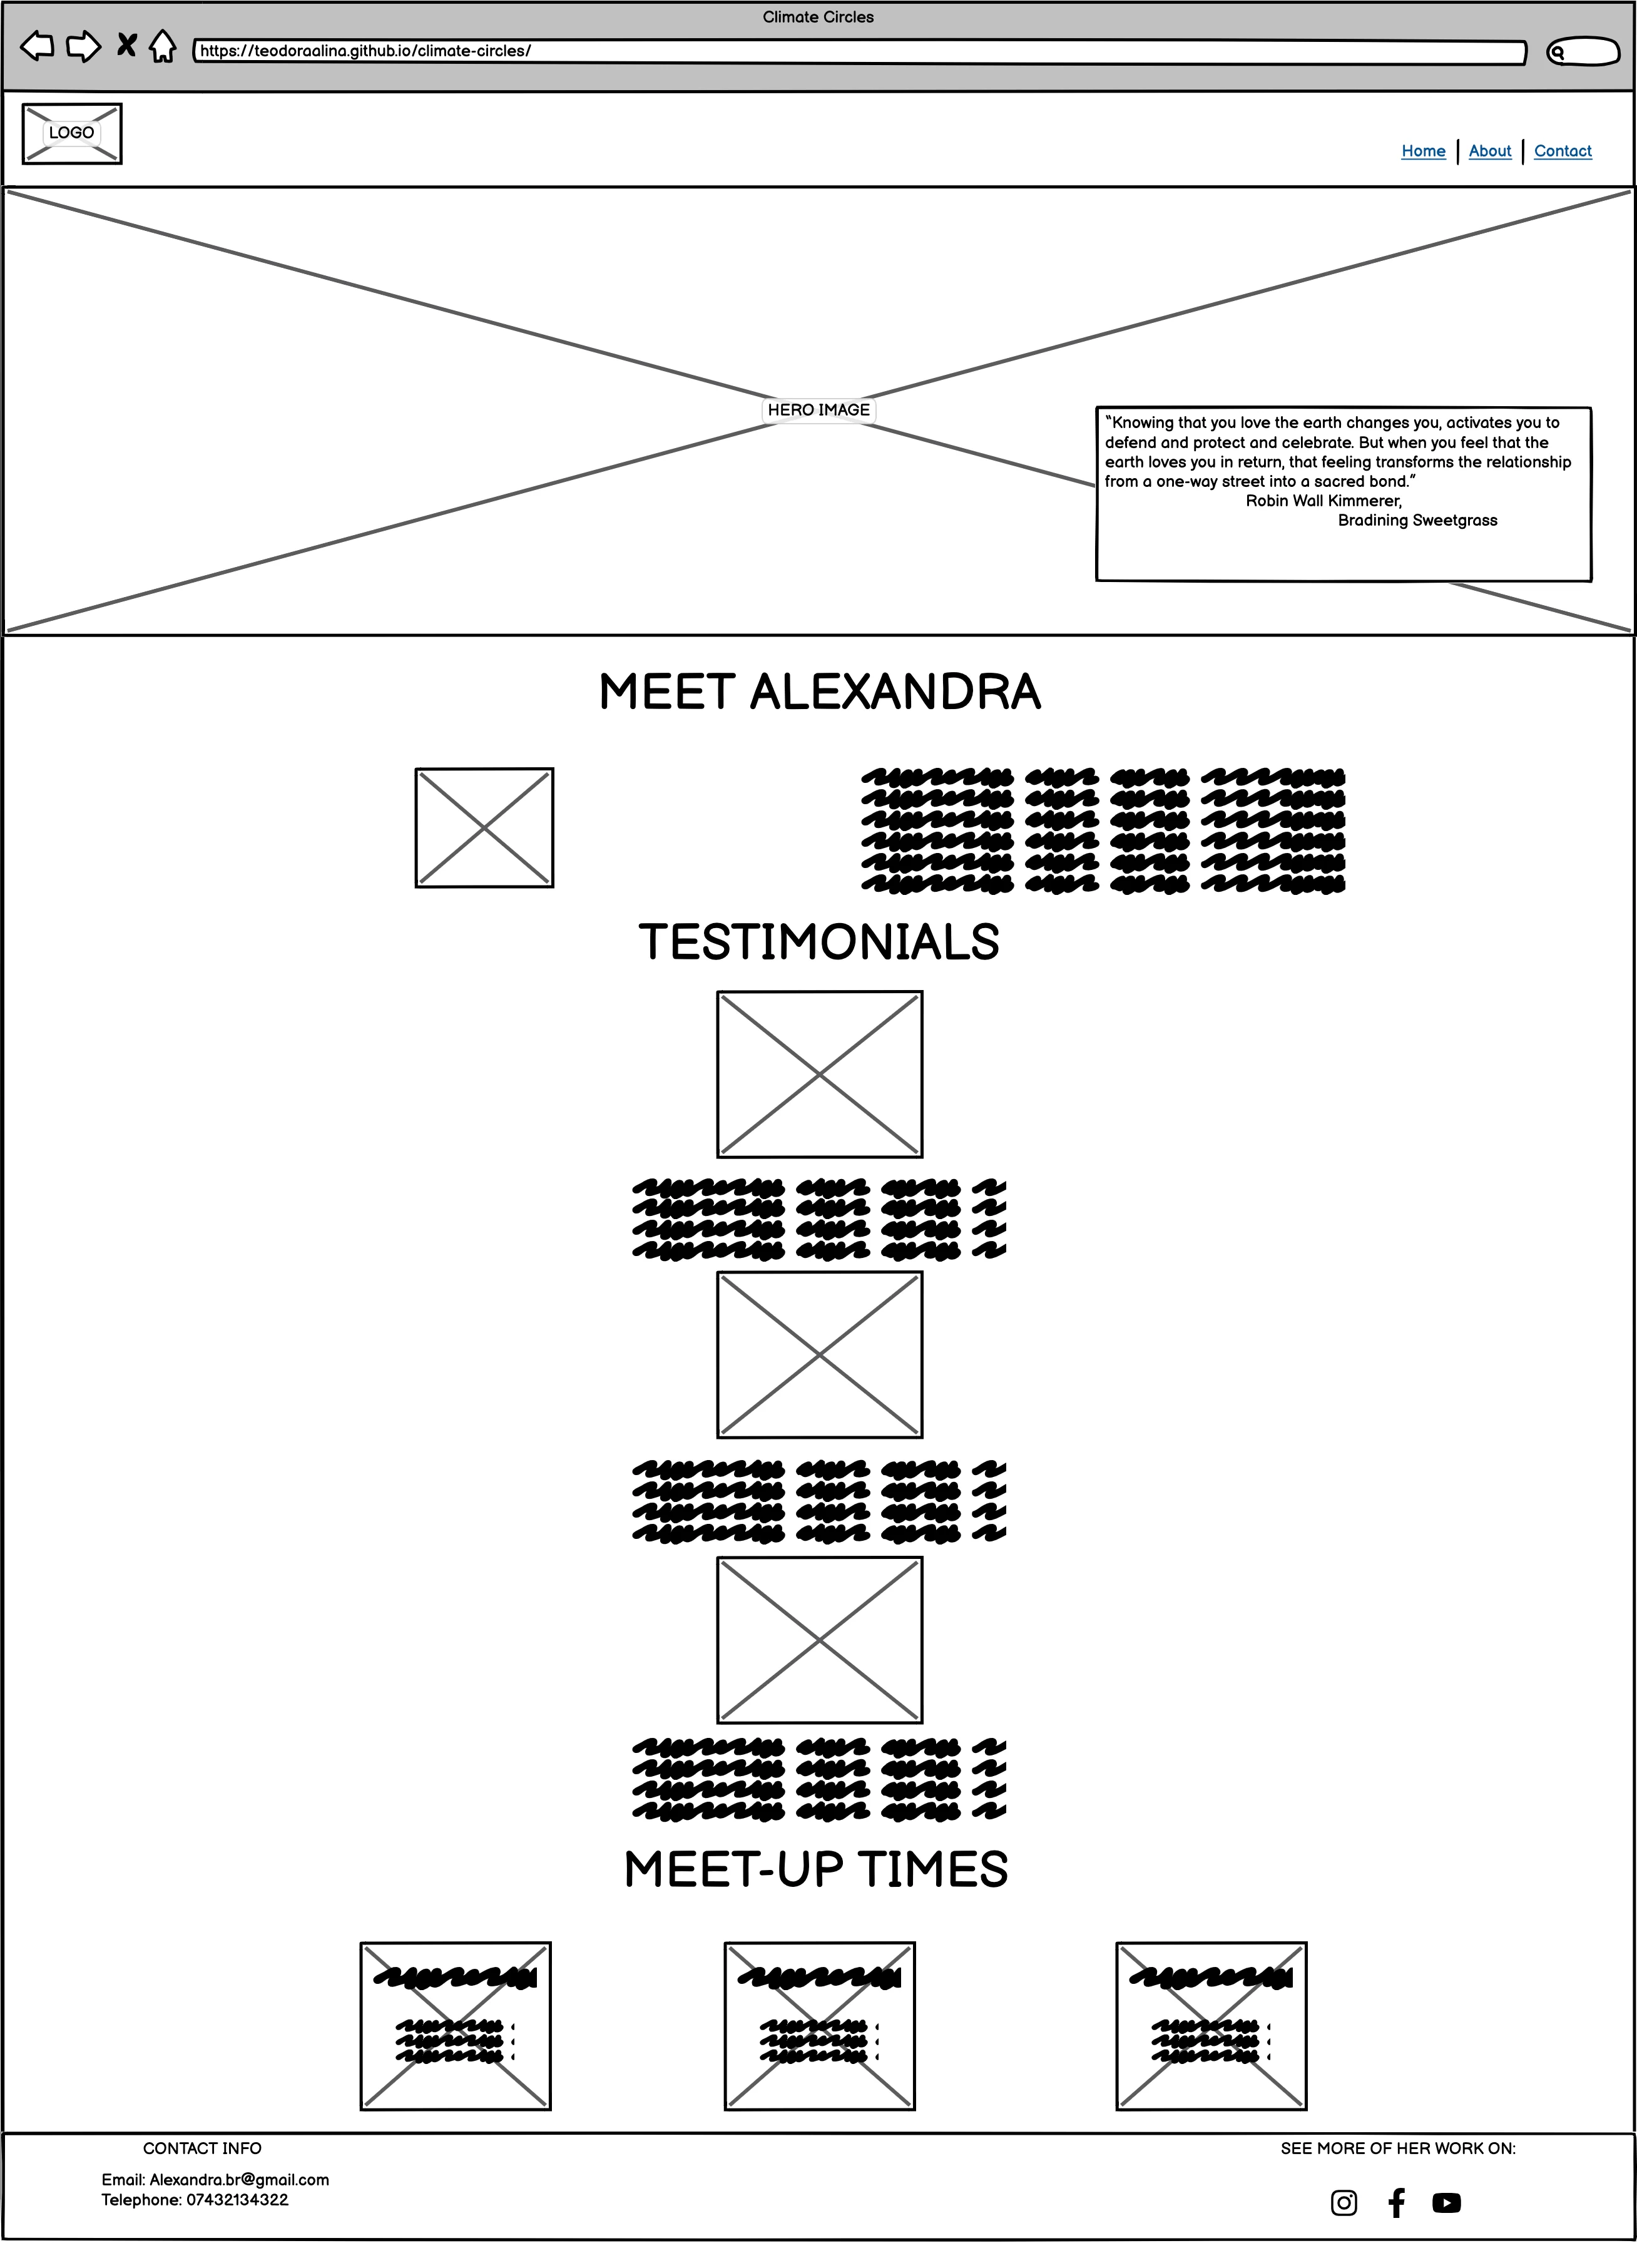 Climate Circles
https://teodoraalina.github.io/climate-circles/
LOGO
Home
About
Contact
HERO IMAGE
"Knowing that you love the earth changes you, activates you to
defend and protect and celebrate. But when you feel that the
earth loves you in return, that feeling transforms the relationship
from a one-way street into a sacred bond."
Robin Wall Kimmerer,
Bradining Sweetgrass
MEET ALEXANDRA
TESTIMONIALS
MEET-UP TIMES
CONTACT INFO
Email: Alexandra.br@gmail.com
Telephone: 07432134322
SEE MORE OF HER WORK ON: